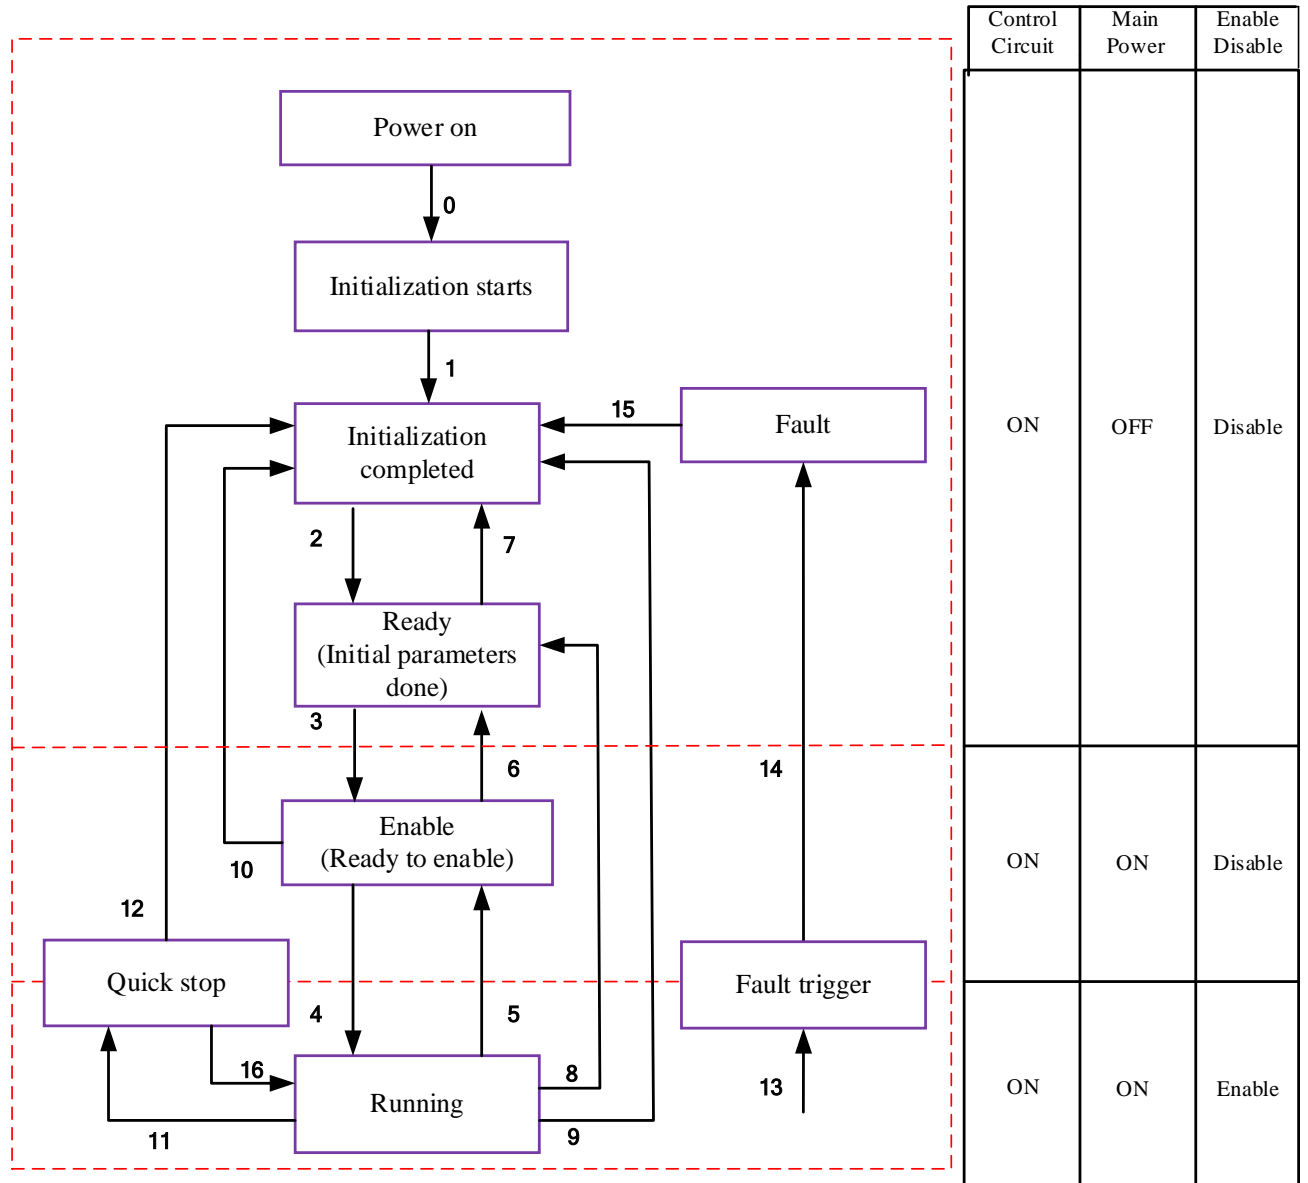 Control
Circuit
Main
Power
Enable
Disable
Power on
0
Initialization starts
1
15
Fault
Initialization
completed
ON
OFF
Disable
2
7
Ready
(Initial parameters
done)
3
6
14
Enable
(Ready to enable)
10
ON
ON
Disable
12
Quick stop
Fault trigger
4
5
16
8
13
ON
ON
Enable
Running
11
9